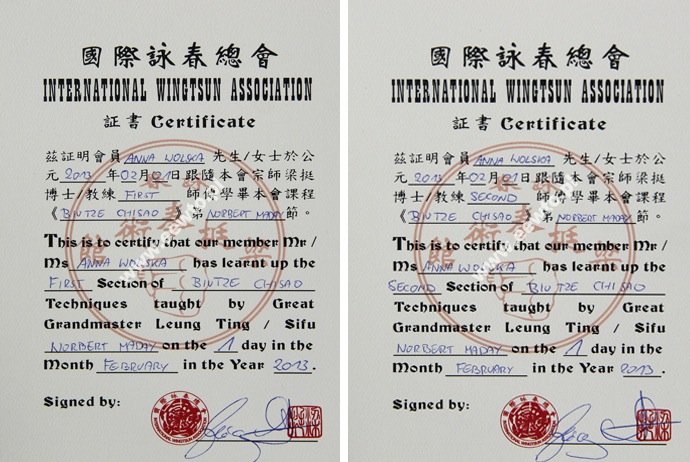 國際詠春總會
INTERNATIONAL WINGTSUN ASSOCIATION
証書 Certificate
茲証明會員 ANNA WOLSKA 先生/女士於公
元 2013 年 02 月 01 日跟隨本會宗師梁挺
博士/教練 FIRST 師傅學畢本會課程
《 BIUTZE CHISAO 》第 NORBERT MADAY 節。
This is to certify that our member Mr /
Ms ANNA WOLSKA has learnt up the
FIRST Section of BIUTZE CHISAO
Techniques taught by Great
Grandmaster Leung Ting / Sifu
NORBERT MADAY on the 1 day in the
Month FEBRUARY in the Year 2013.
Signed by:
國際詠春總會
INTERNATIONAL WINGTSUN ASSOCIATION
証書 Certificate
茲証明會員 ANNA WOLSKA 先生/女士於公
元 2013 年 02 月 01 日跟隨本會宗師梁挺
博士/教練 SECOND 師傅學畢本會課程
《 BIUTZE CHISAO 》第 NORBERT MADAY 節。
This is to certify that our member Mr /
Ms ANNA WOLSKA has learnt up the
SECOND Section of BIUTZE CHISAO
Techniques taught by Great
Grandmaster Leung Ting / Sifu
NORBERT MADAY on the 1 day in the
Month FEBRUARY in the Year 2013.
Signed by: